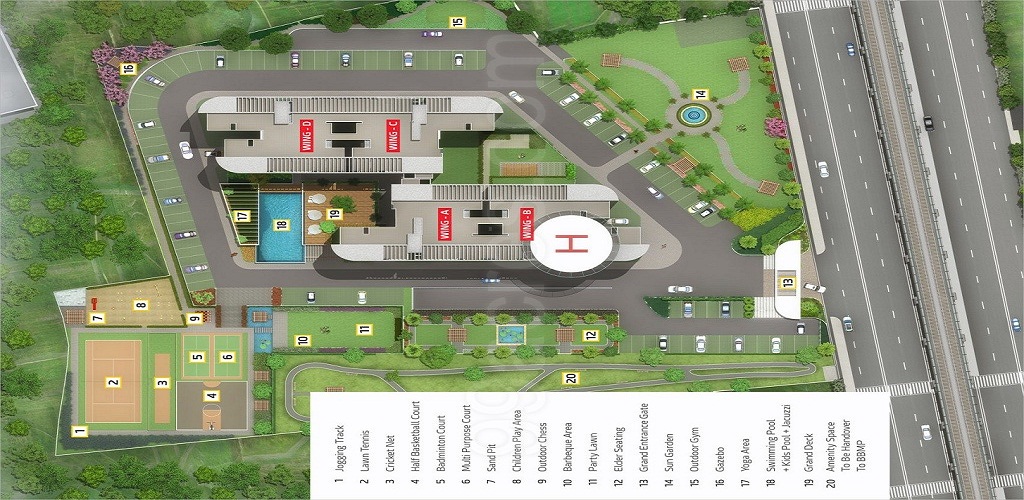 15
16
14
WING - D
WING - C
17
18
19
WING - A
WING - B
H
13
7
8
9
10
11
12
5
6
2
3
4
1
20
1 Jogging Track
2 Lawn Tennis
3 Cricket Net
4 Half Basketball Court
5 Badminton Court
6 Multi Purpose Court
7 Sand Pit
8 Children Play Area
9 Outdoor Chess
10 Barbeque Area
11 Party Lawn
12 Elder Seating
13 Grand Entrance Gate
14 Sun Garden
15 Outdoor Gym
16 Gazebo
17 Yoga Area
18 Swimming Pool
+ Kids Pool + Jacuzzi
19 Grand Deck
20 Amenity Space
To Be Handover
To BBMP